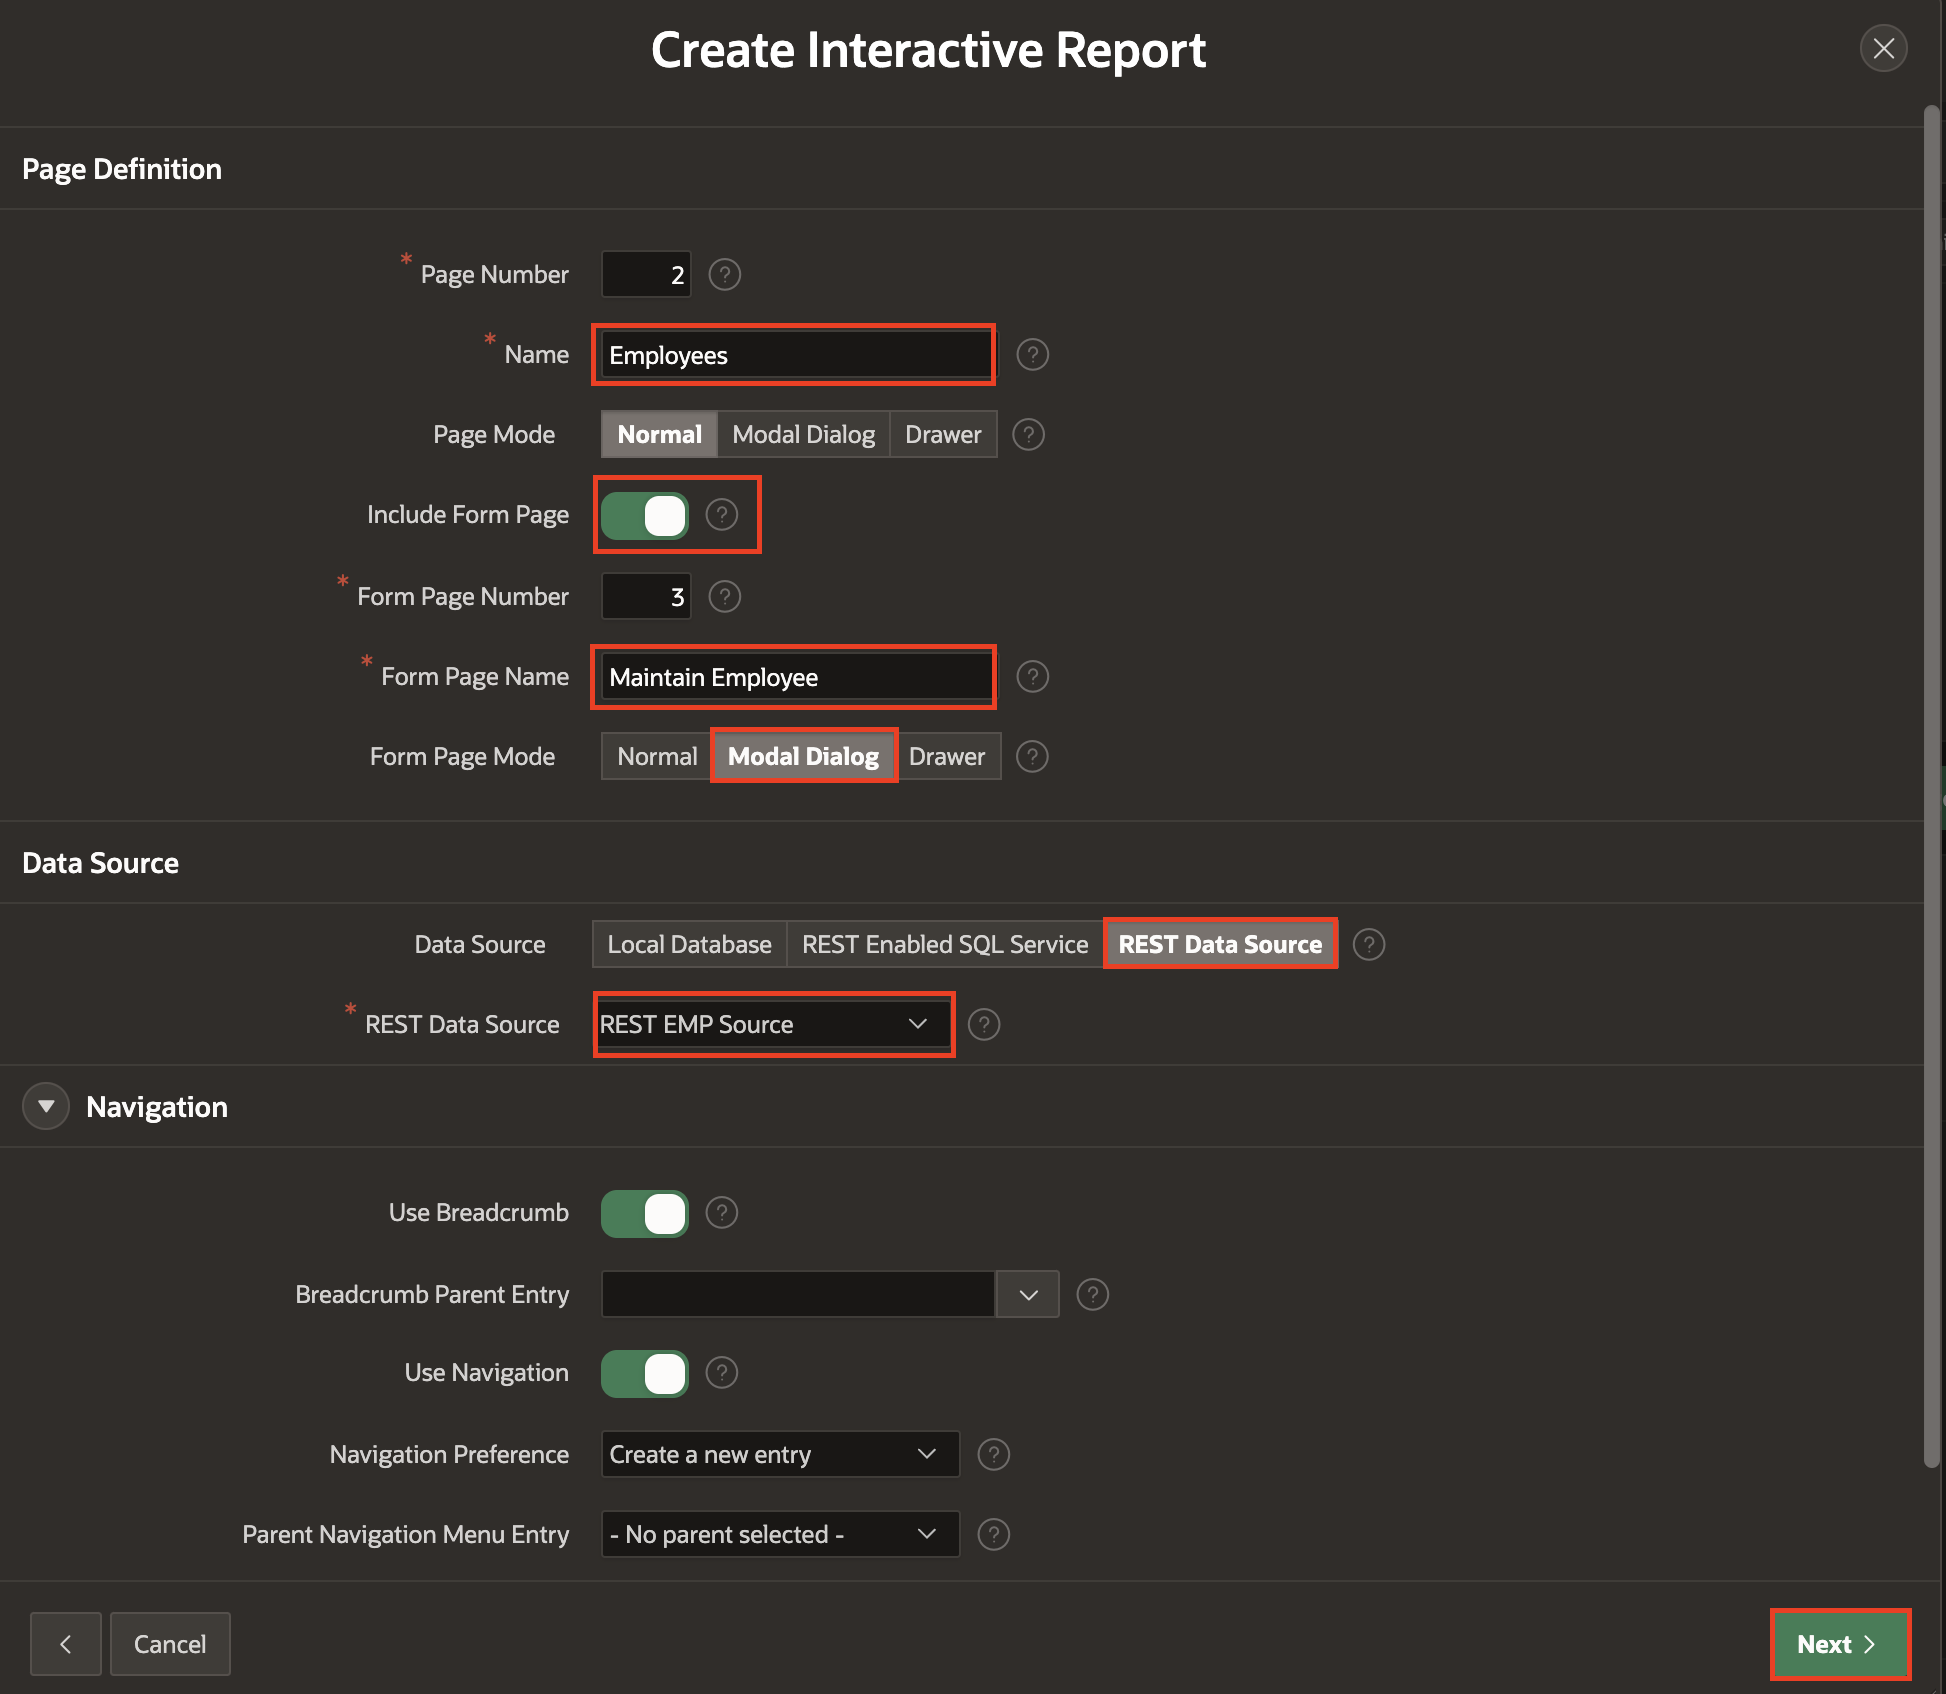 Create Interactive Report
Page Definition
* Page Number 2 ?
* Name Employees ?
Page Mode Normal Modal Dialog Drawer ?
Include Form Page ?
* Form Page Number 3 ?
* Form Page Name Maintain Employee ?
Form Page Mode Normal Modal Dialog Drawer ?
Data Source
Data Source Local Database REST Enabled SQL Service REST Data Source ?
* REST Data Source REST EMP Source ?
Navigation
Use Breadcrumb ?
Breadcrumb Parent Entry ?
Use Navigation ?
Navigation Preference Create a new entry ?
Parent Navigation Menu Entry - No parent selected - ?
Cancel Next